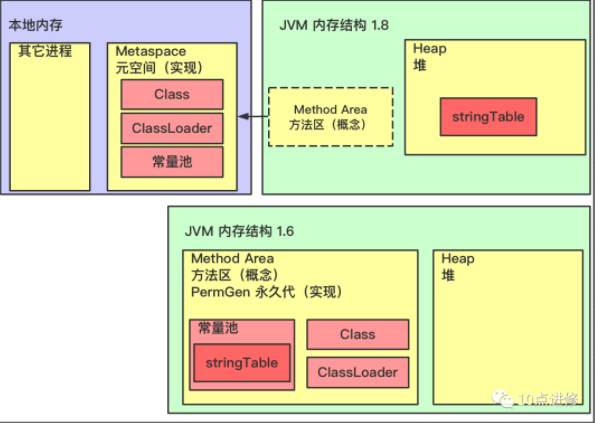 本地内存
其它进程
Metaspace
元空间（实现）
Class
ClassLoader
常量池
JVM 内存结构 1.8
Method Area
方法区（概念）
Heap
堆
stringTable
JVM 内存结构 1.6
Method Area
方法区（概念）
PermGen 永久代（实现）
常量池
stringTable
Class
ClassLoader
Heap
堆
10点进修